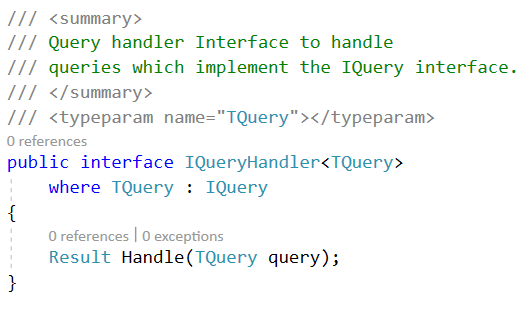 /// <summary>
/// Query handler Interface to handle
/// queries which implement the IQuery interface.
/// </summary>
/// <typeparam name="TQuery"></typeparam>
0 references
public interface IQueryHandler<TQuery>
    where TQuery : IQuery
{
    0 references | 0 exceptions
    Result Handle(TQuery query);
}